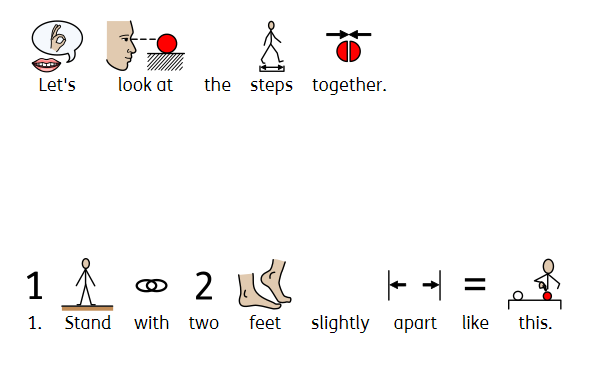 Let's look at the steps together.
1 2
1. Stand with two feet slightly apart like this.